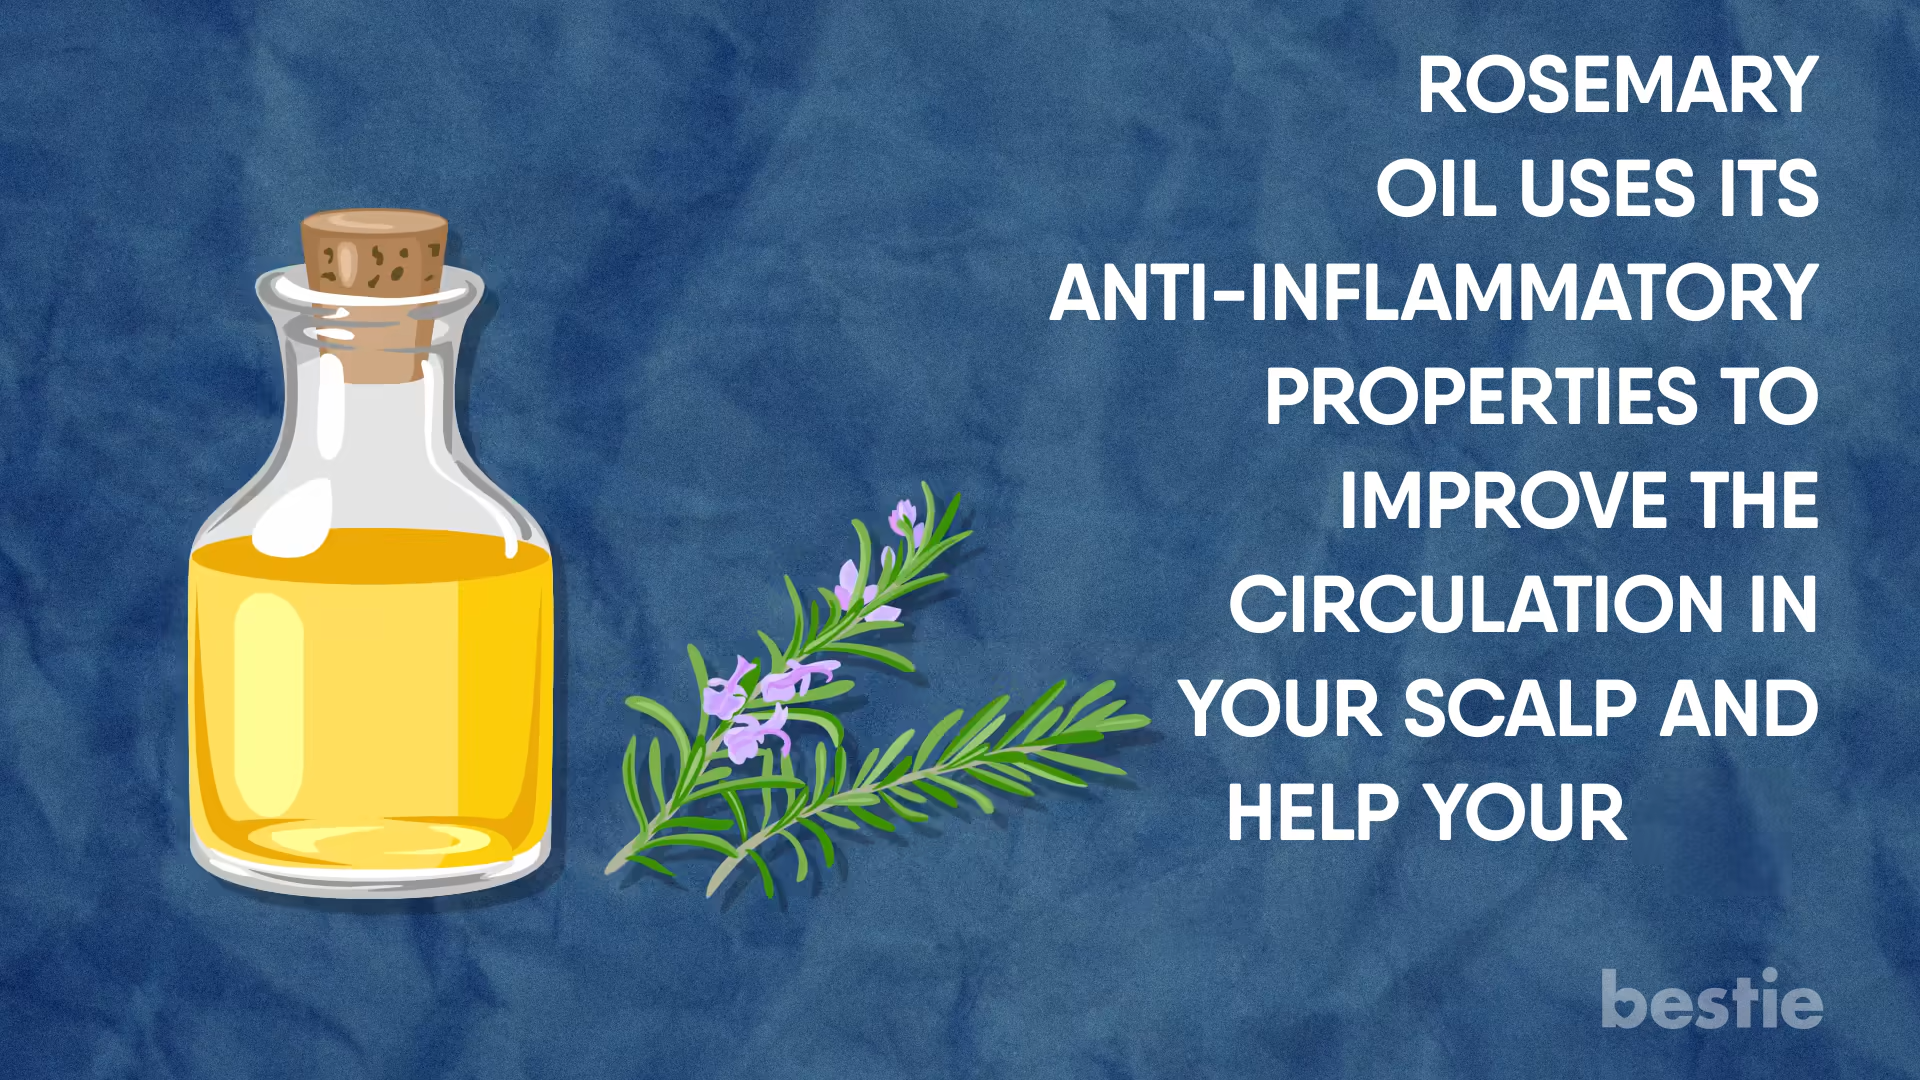 ROSEMARY
OIL USES ITS
ANTI-INFLAMMATORY
PROPERTIES TO
IMPROVE THE
CIRCULATION IN
YOUR SCALP AND
HELP YOUR
bestie